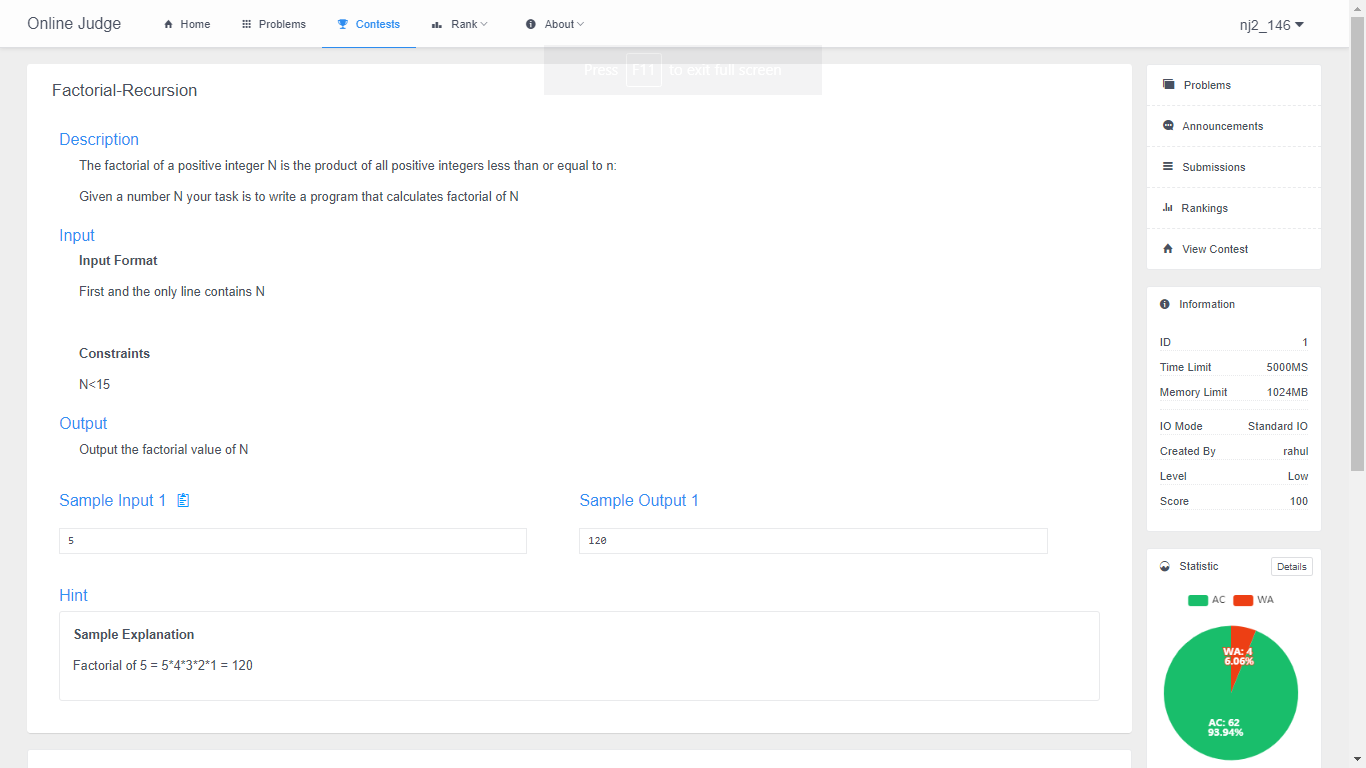 Online Judge Home Problems Contests Rank About nj2_146
Press F11 to exit full screen
Factorial-Recursion
Description
The factorial of a positive integer N is the product of all positive integers less than or equal to n:
Given a number N your task is to write a program that calculates factorial of N
Input
Input Format
First and the only line contains N
Constraints
N<15
Output
Output the factorial value of N
Sample Input 1
5
Sample Output 1
120
Hint
Sample Explanation
Factorial of 5 = 5*4*3*2*1 = 120
Problems
Announcements
Submissions
Rankings
View Contest
Information
ID 1
Time Limit 5000MS
Memory Limit 1024MB
IO Mode Standard IO
Created By rahul
Level Low
Score 100
Statistic Details
AC WA
WA: 4
6.06%
AC: 62
93.94%